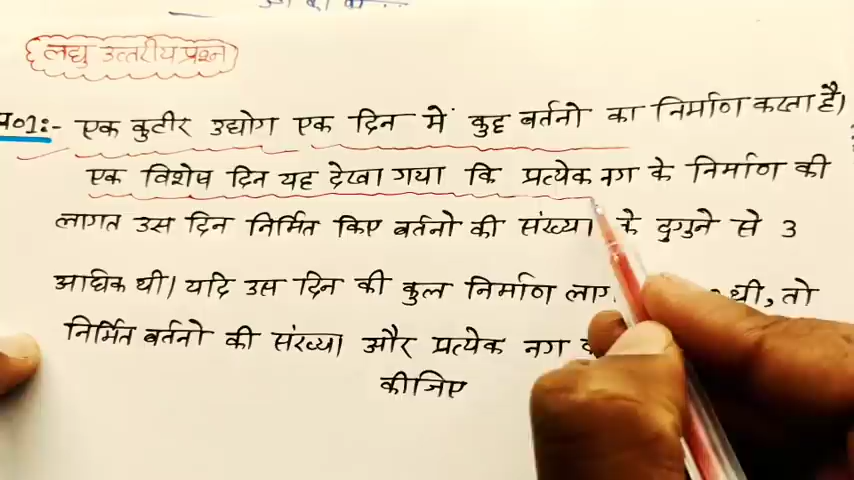 लघु उत्तरीय प्रश्न
प्र01:- एक कुटीर उद्योग एक दिन में कुछ बर्तनो का निर्माण करता है।
एक विशेष दिन यह देखा गया कि प्रत्येक नग के निर्माण की
लागत उस दिन निर्मित किए बर्तनो की संख्या के दुगुने से 3
अधिक थी। यदि उस दिन की कुल निर्माण थी, तो
निर्मित बर्तनो की संख्या और प्रत्येक नग
कीजिए